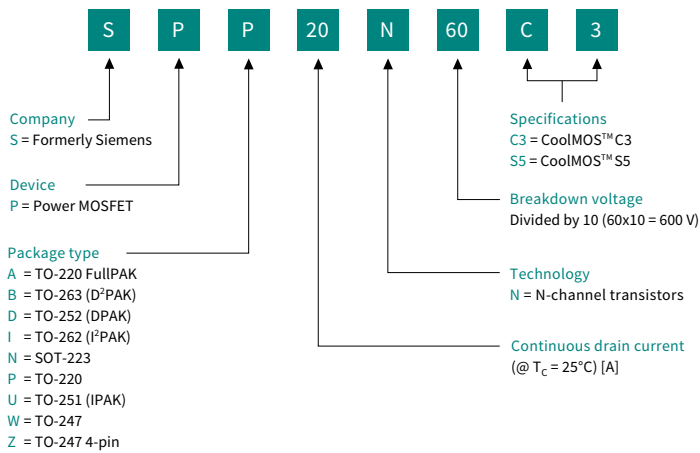 S P P 20 N 60 C 3
Company
S = Formerly Siemens
Device
P = Power MOSFET
Package type
A = TO-220 FullPAK
B = TO-263 (D²PAK)
D = TO-252 (DPAK)
I = TO-262 (I²PAK)
N = SOT-223
P = TO-220
U = TO-251 (IPAK)
W = TO-247
Z = TO-247 4-pin
Specifications
C3 = CoolMOS™ C3
S5 = CoolMOS™ S5
Breakdown voltage
Divided by 10 (60x10 = 600 V)
Technology
N = N-channel transistors
Continuous drain current
(@ T_C = 25°C) [A]